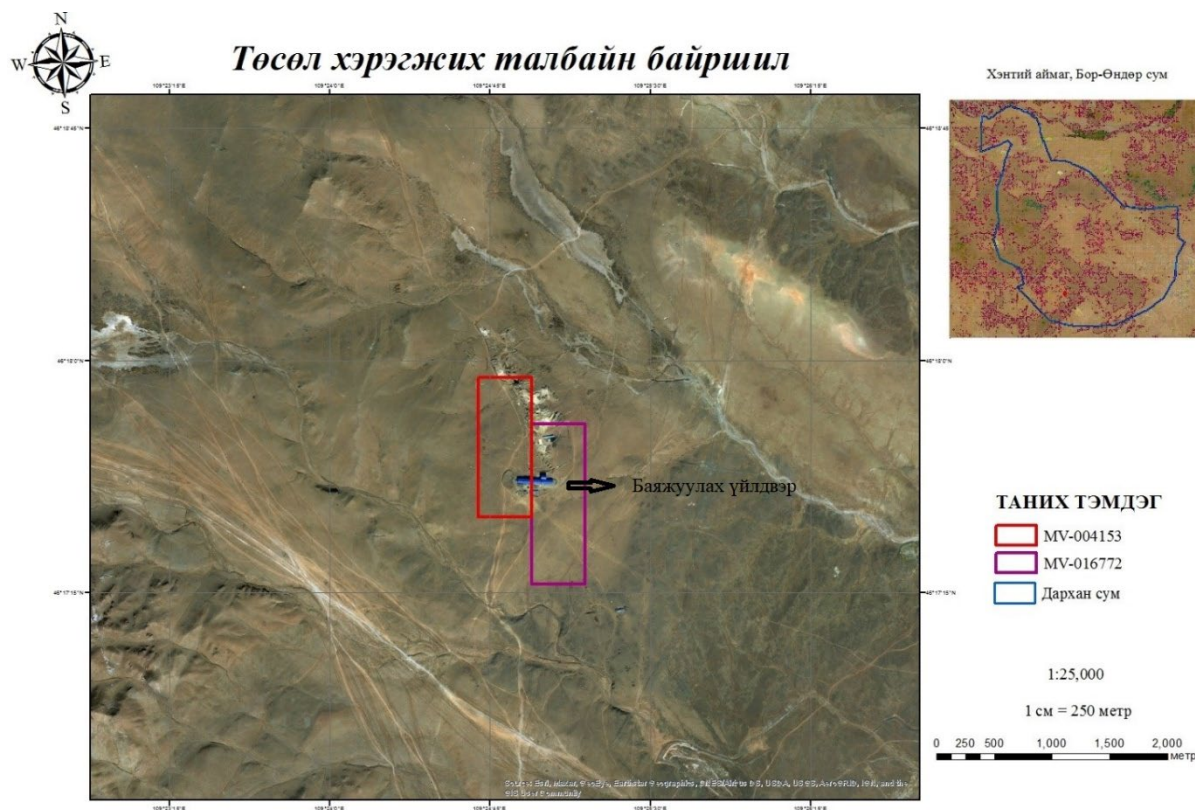 N
W E
S
Төсөл хэрэгжих талбайн байршил
Хэнтий аймаг, Бор-Өндөр сум
Баяжуулах үйлдвэр
ТАНИХ ТЭМДЭГ
MV-004153
MV-016772
Дархан сум
1:25,000
1 см = 250 метр
0 250 500 1,000 1,500 2,000
метр